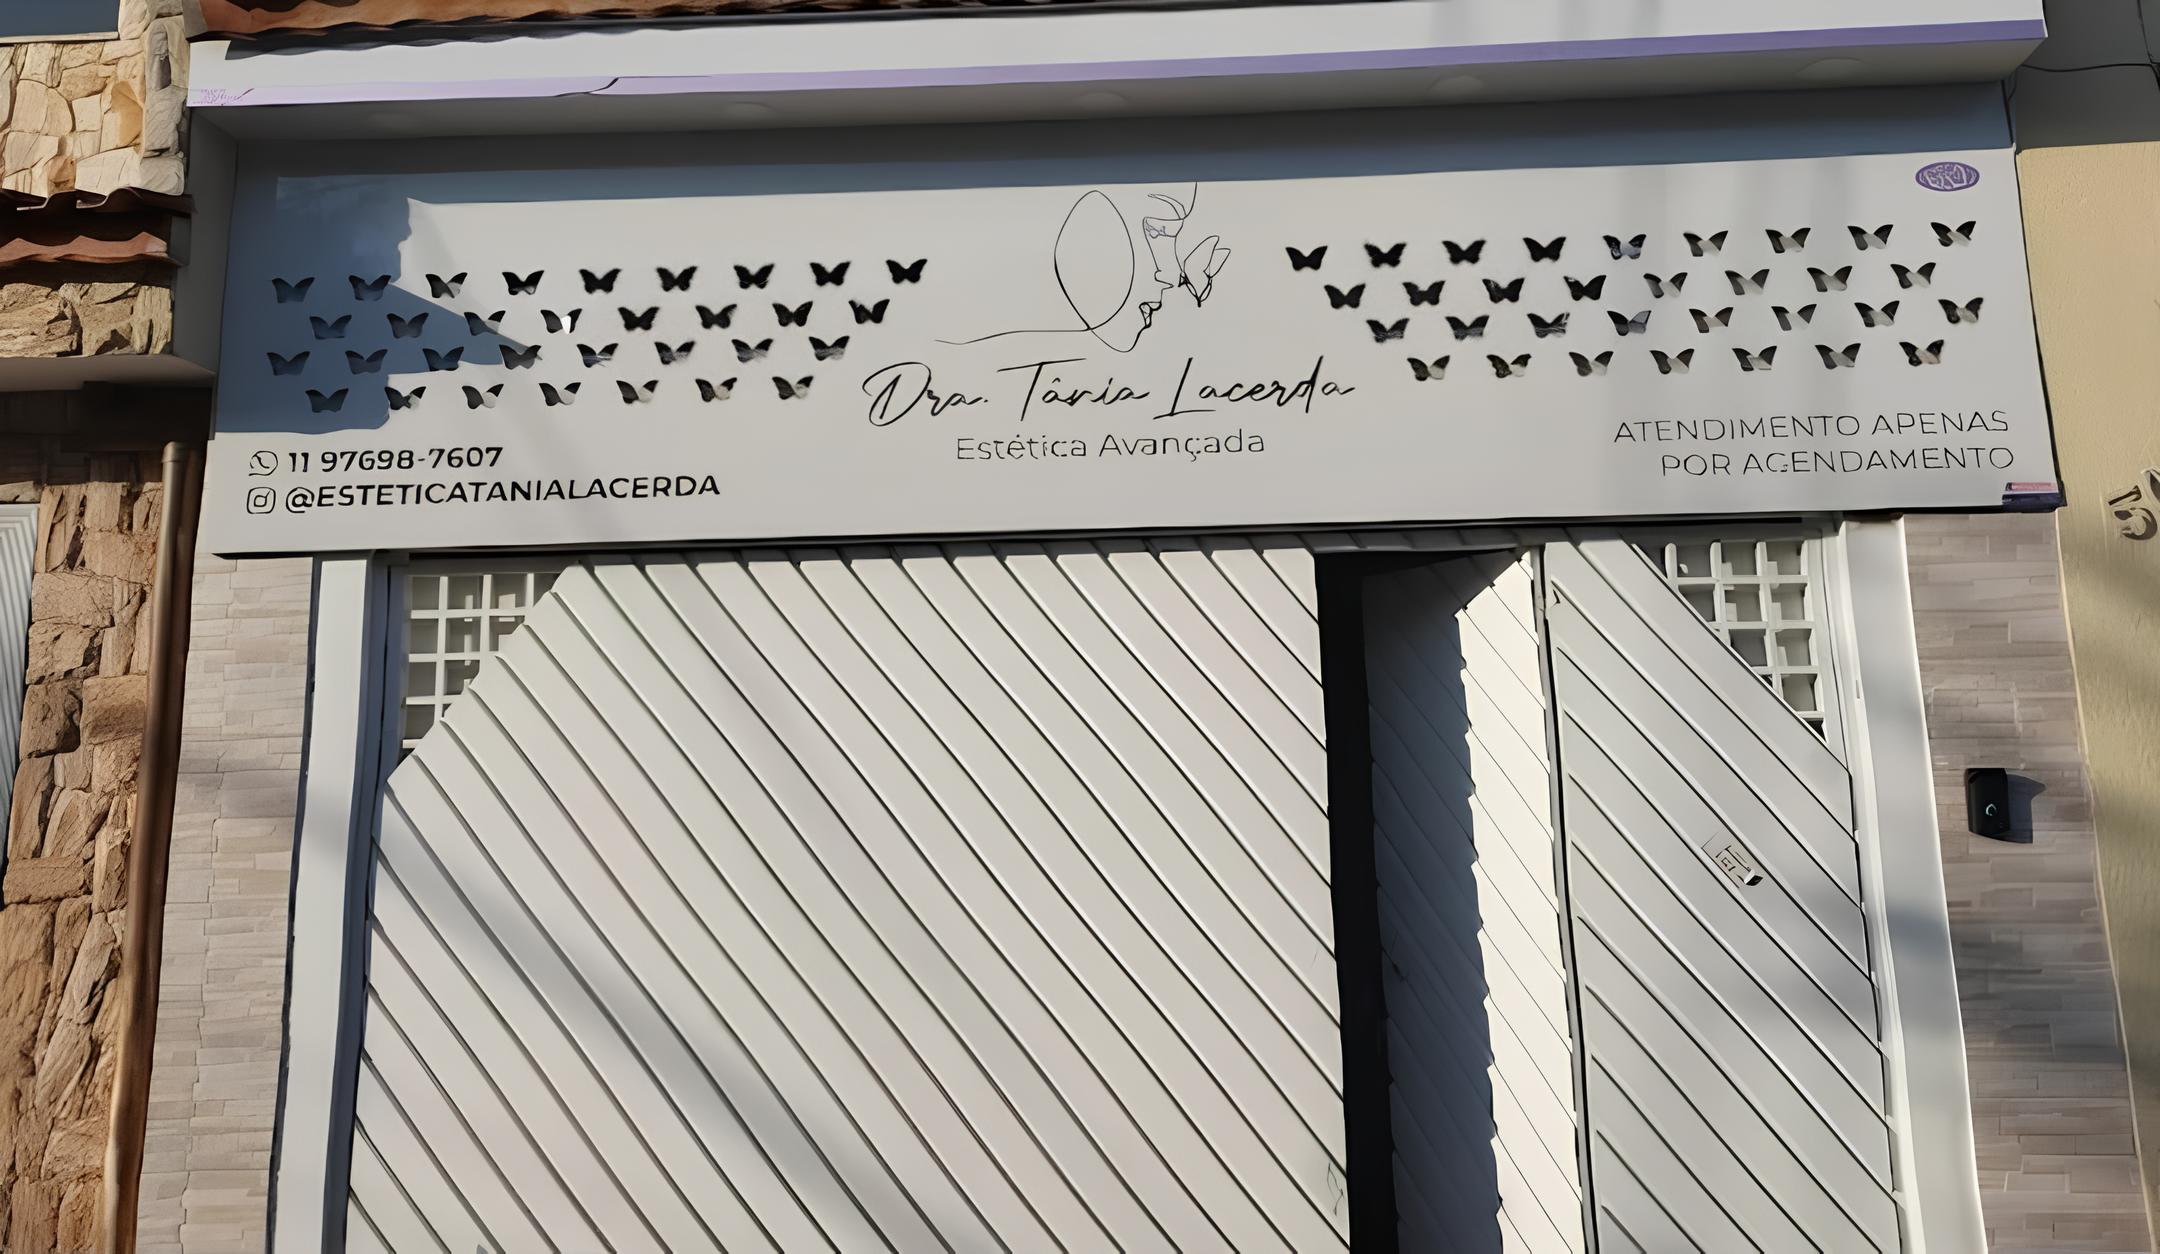 Dra. Tânia Lacerda
Estética Avançada
11 97698-7607
@ESTETICATANIALACERDA
ATENDIMENTO APENAS
POR AGENDAMENTO